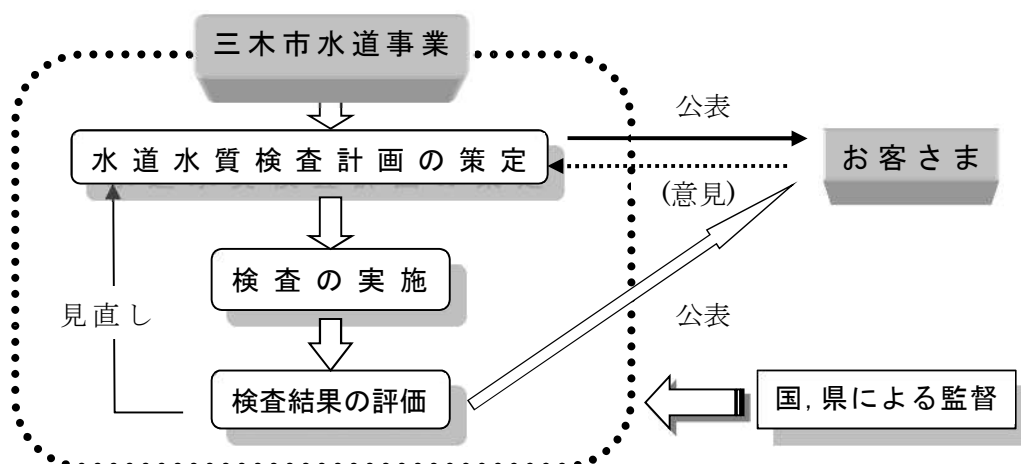 三木市水道事業
公表
水道水質検査計画の策定
お客さま
(意見)
検査の実施
見直し
公表
検査結果の評価
国,県による監督